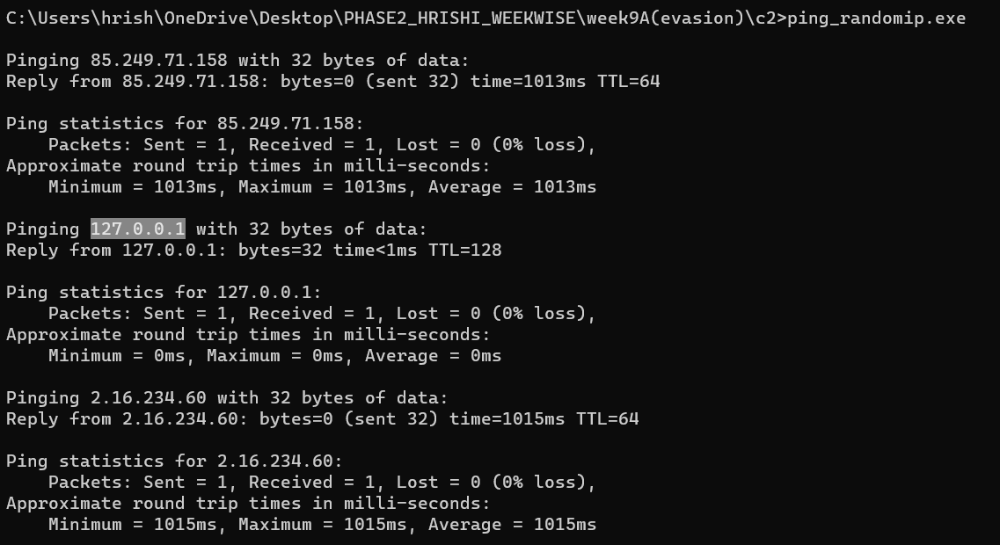 C:\Users\hrish\OneDrive\Desktop\PHASE2_HRISHI_WEEKWISE\week9A(evasion)\c2>ping_randomip.exe

Pinging 85.249.71.158 with 32 bytes of data:
Reply from 85.249.71.158: bytes=0 (sent 32) time=1013ms TTL=64

Ping statistics for 85.249.71.158:
    Packets: Sent = 1, Received = 1, Lost = 0 (0% loss),
Approximate round trip times in milli-seconds:
    Minimum = 1013ms, Maximum = 1013ms, Average = 1013ms

Pinging 127.0.0.1 with 32 bytes of data:
Reply from 127.0.0.1: bytes=32 time<1ms TTL=128

Ping statistics for 127.0.0.1:
    Packets: Sent = 1, Received = 1, Lost = 0 (0% loss),
Approximate round trip times in milli-seconds:
    Minimum = 0ms, Maximum = 0ms, Average = 0ms

Pinging 2.16.234.60 with 32 bytes of data:
Reply from 2.16.234.60: bytes=0 (sent 32) time=1015ms TTL=64

Ping statistics for 2.16.234.60:
    Packets: Sent = 1, Received = 1, Lost = 0 (0% loss),
Approximate round trip times in milli-seconds:
    Minimum = 1015ms, Maximum = 1015ms, Average = 1015ms